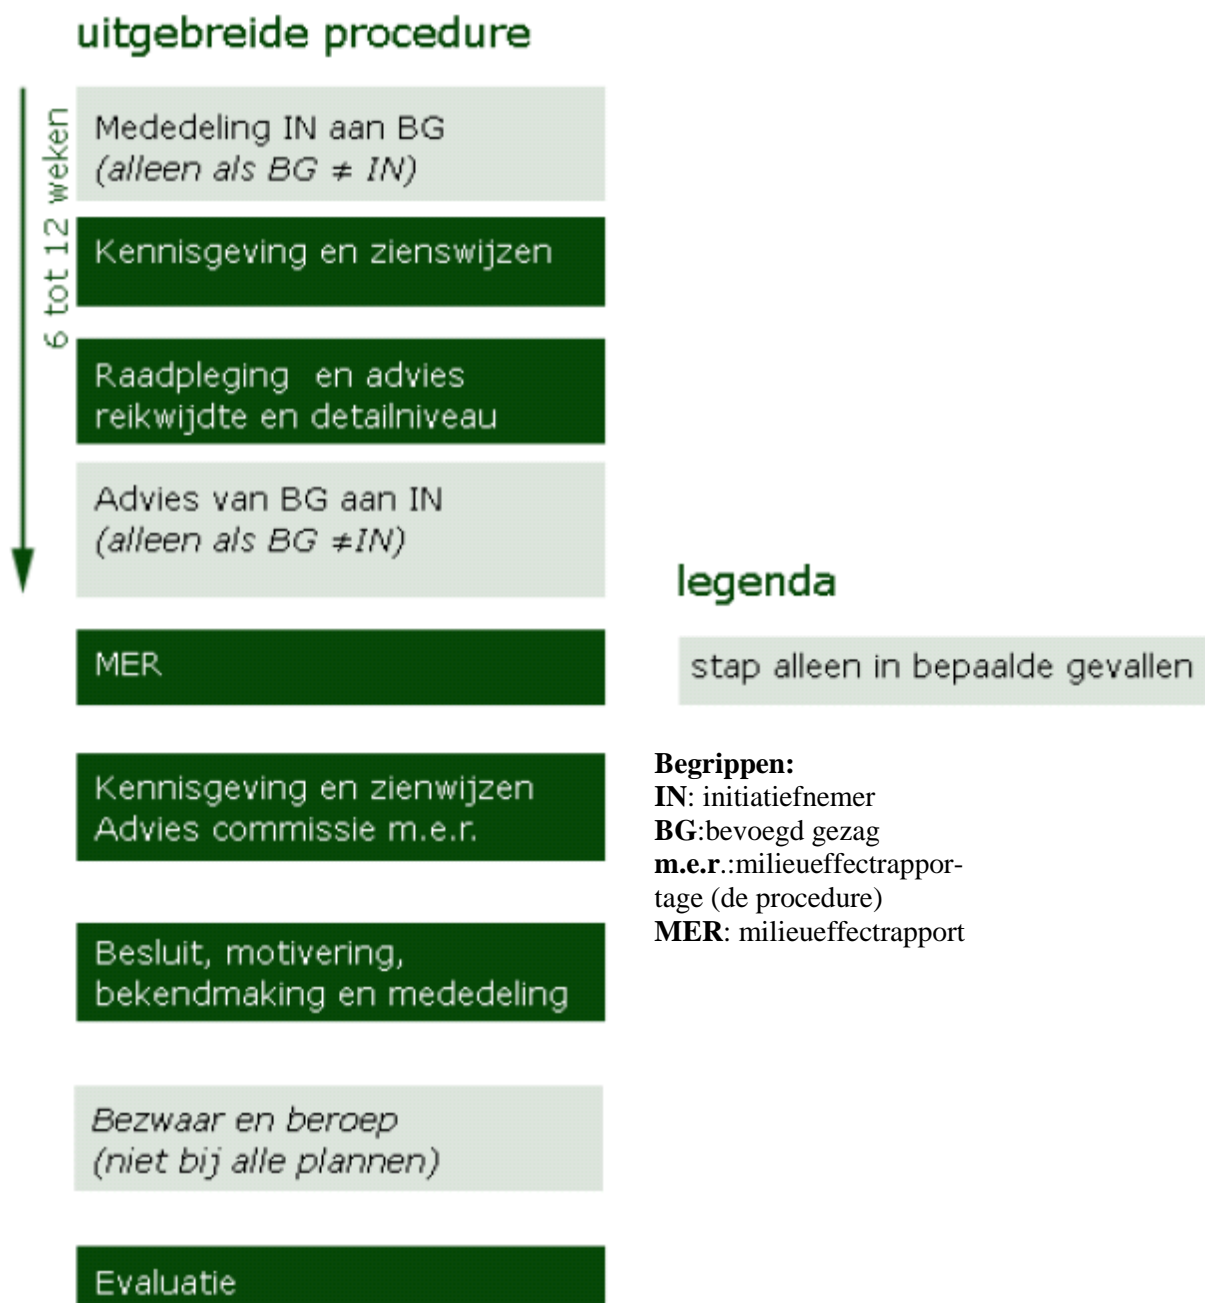 uitgebreide procedure
6 tot 12 weken
Mededeling IN aan BG
(alleen als BG ≠ IN)
Kennisgeving en zienswijzen
Raadpleging en advies
reikwijdte en detailniveau
Advies van BG aan IN
(alleen als BG ≠IN)
MER
Kennisgeving en zienwijzen
Advies commissie m.e.r.
Besluit, motivering,
bekendmaking en mededeling
Bezwaar en beroep
(niet bij alle plannen)
Evaluatie
legenda
stap alleen in bepaalde gevallen
Begrippen:
IN: initiatiefnemer
BG:bevoegd gezag
m.e.r.:milieueffectrappor-
tage (de procedure)
MER: milieueffectrapport